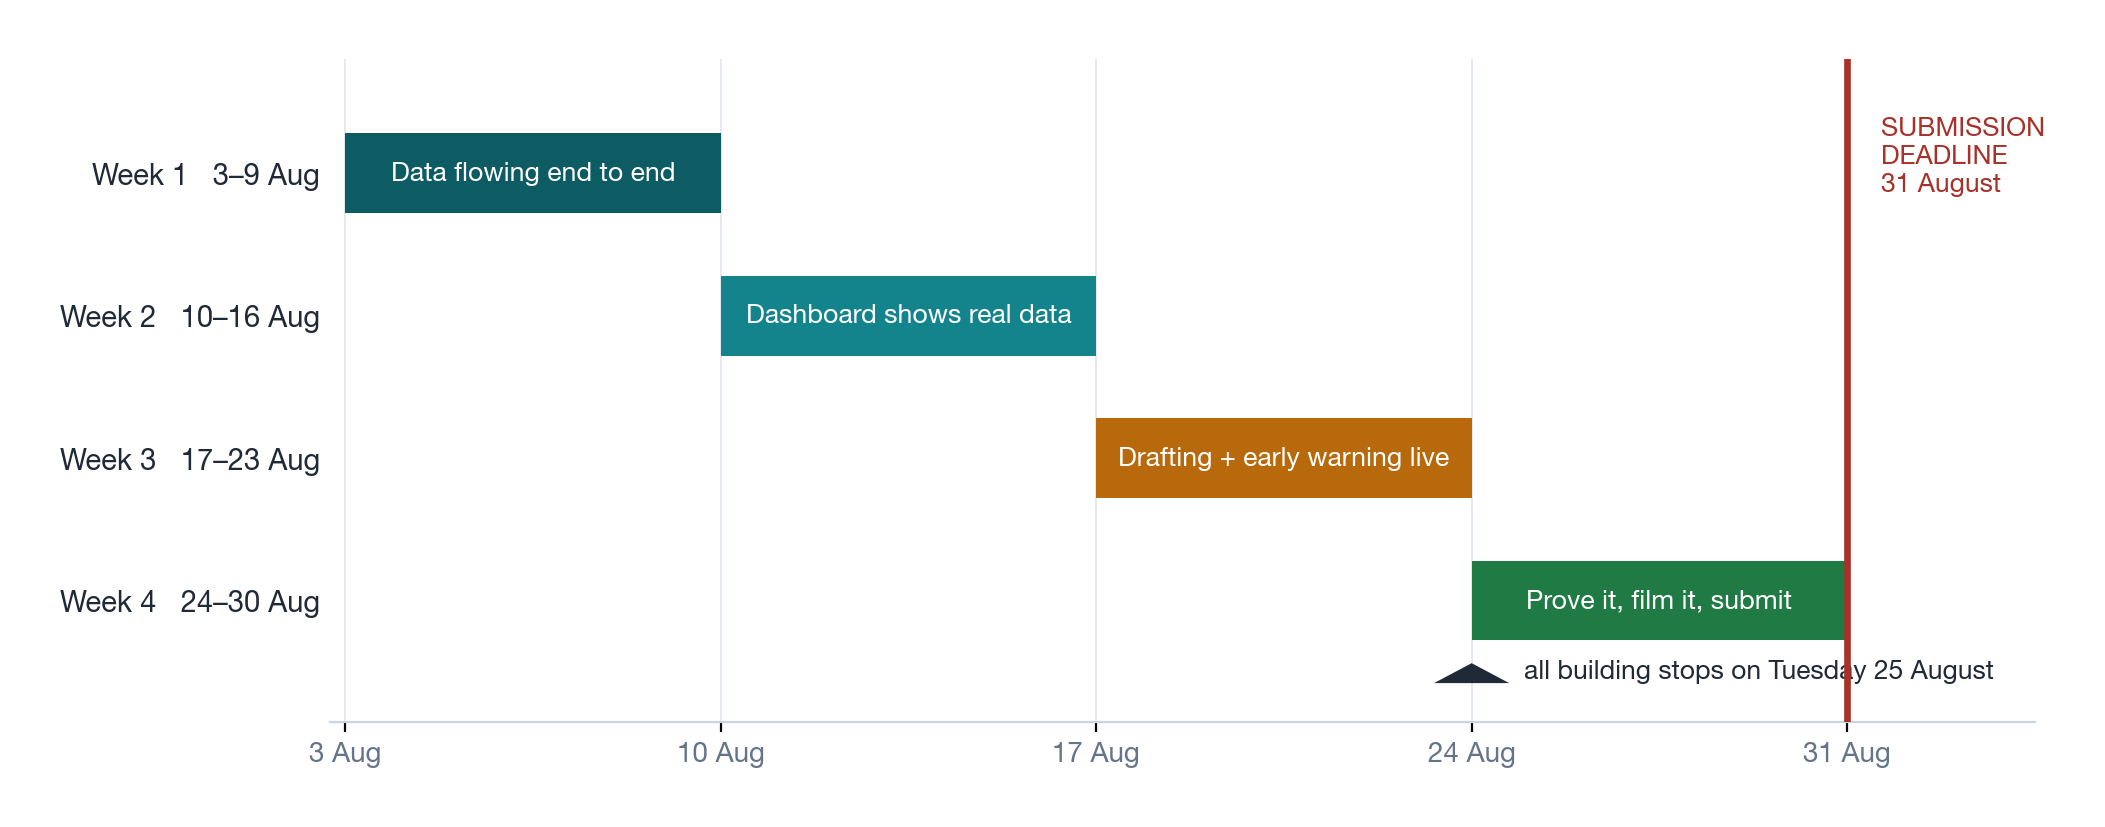 SUBMISSION
DEADLINE
31 August
Week 1 3–9 Aug
Data flowing end to end
Week 2 10–16 Aug
Dashboard shows real data
Week 3 17–23 Aug
Drafting + early warning live
Week 4 24–30 Aug
Prove it, film it, submit
all building stops on Tuesday 25 August
3 Aug
10 Aug
17 Aug
24 Aug
31 Aug